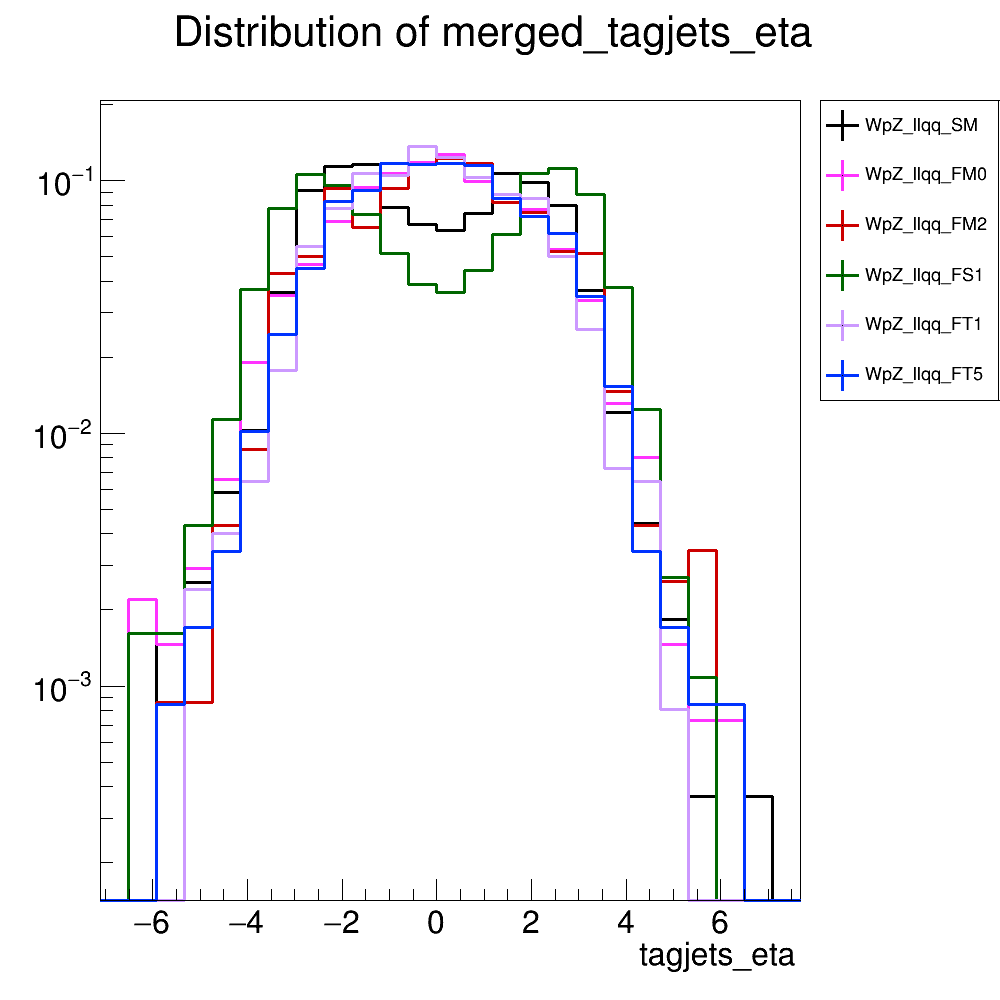 Distribution of merged_tagjets_eta
WpZ_llqq_SM
WpZ_llqq_FM0
WpZ_llqq_FM2
WpZ_llqq_FS1
WpZ_llqq_FT1
WpZ_llqq_FT5
10⁻¹
10⁻²
10⁻³
−6 −4 −2 0 2 4 6
tagjets_eta